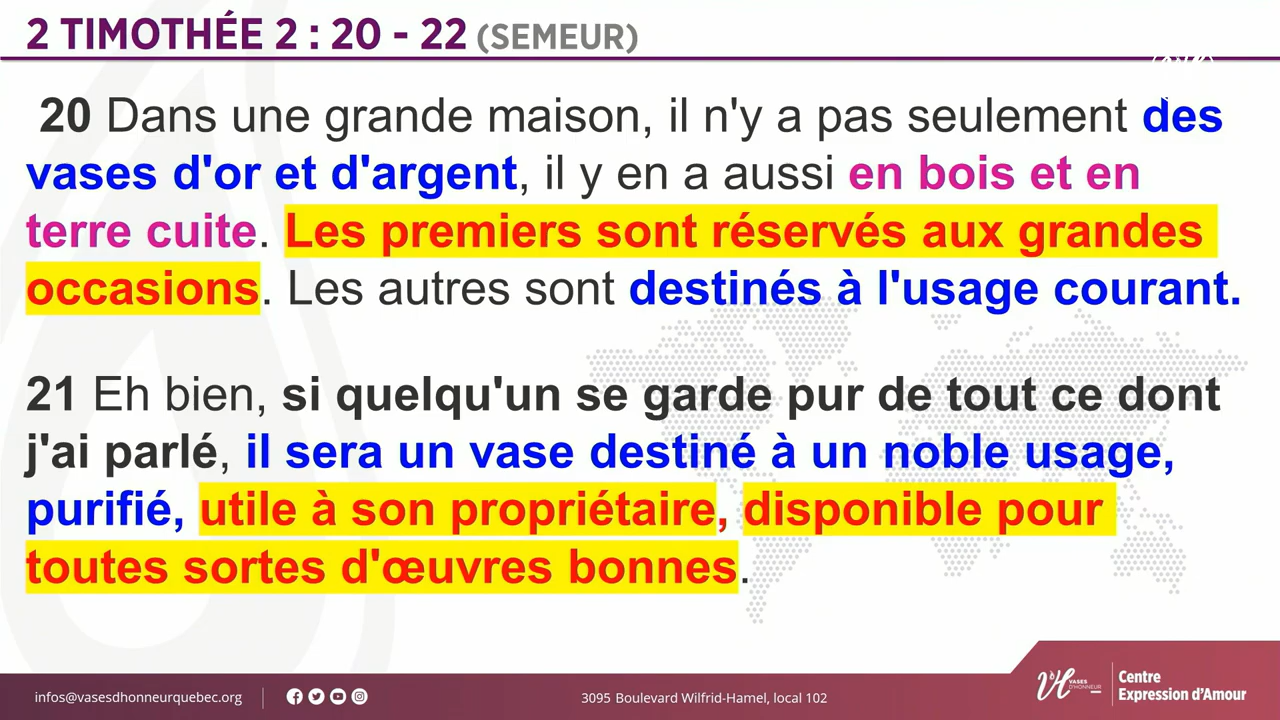 2 TIMOTHÉE 2 : 20 - 22 (SEMEUR)
20 Dans une grande maison, il n'y a pas seulement des
vases d'or et d'argent, il y en a aussi en bois et en
terre cuite. Les premiers sont réservés aux grandes
occasions. Les autres sont destinés à l'usage courant.
21 Eh bien, si quelqu'un se garde pur de tout ce dont
j'ai parlé, il sera un vase destiné à un noble usage,
purifié, utile à son propriétaire, disponible pour
toutes sortes d'œuvres bonnes.
infos@vasesdhonneurquebec.org
3095 Boulevard Wilfrid-Hamel, local 102
VASES
D'HONNEUR
Centre
Expression d'Amour